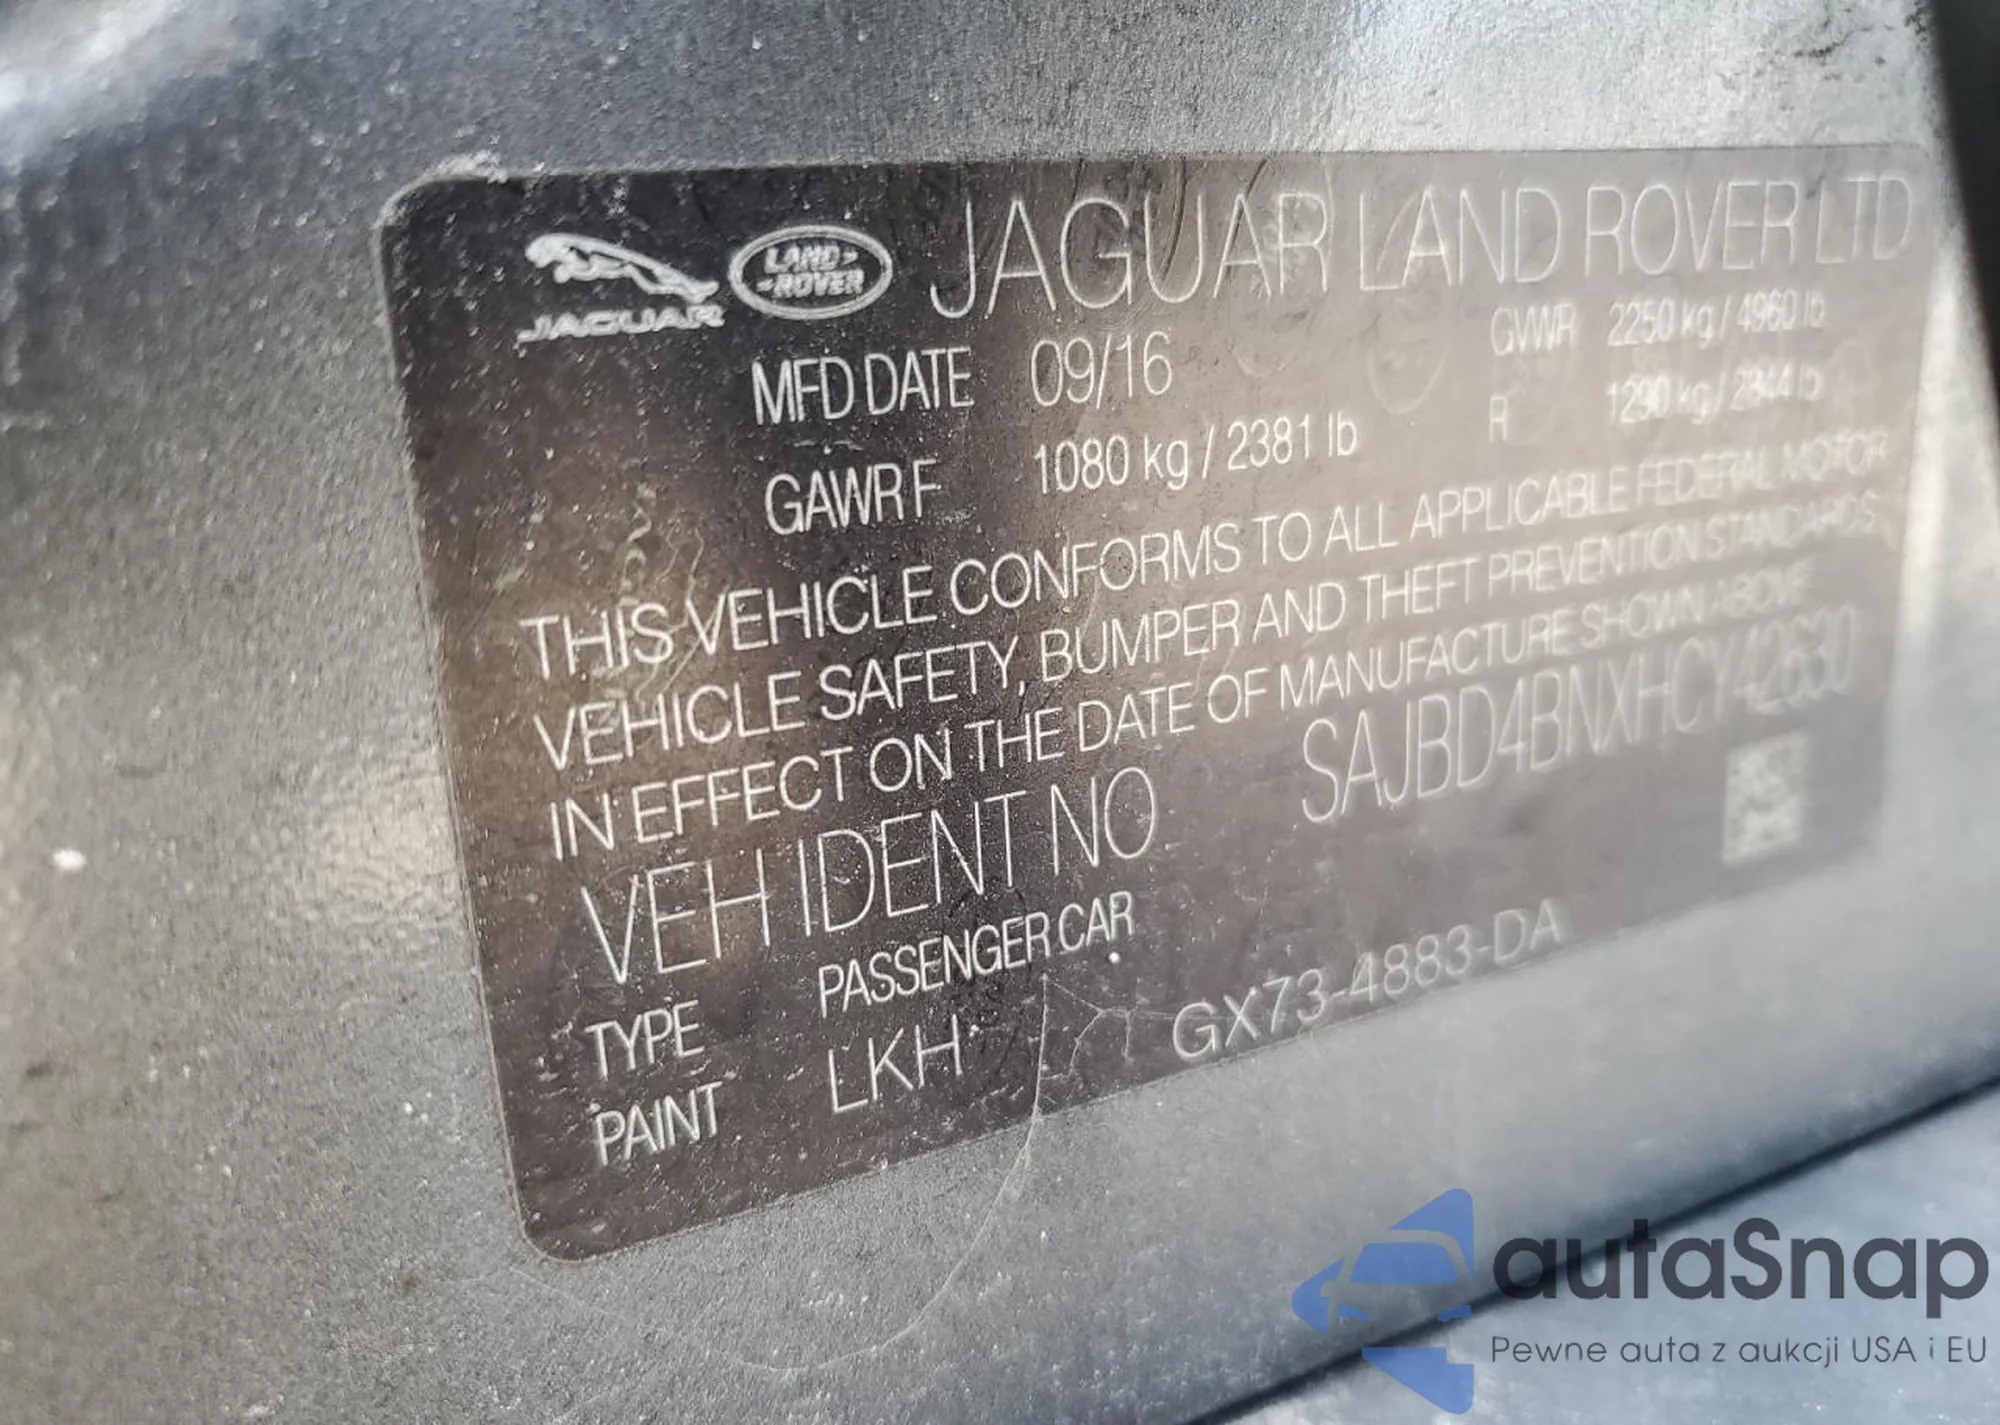 JAGUAR LAND ROVER JAGUAR LAND ROVER LTD
MFD DATE 09/16 GVWR 2250 kg / 4960 lb
GAWR F 1080 kg / 2381 lb R 1290 kg / 2844 lb
THIS VEHICLE CONFORMS TO ALL APPLICABLE FEDERAL MOTOR
VEHICLE SAFETY, BUMPER AND THEFT PREVENTION STANDARDS
IN EFFECT ON THE DATE OF MANUFACTURE SHOWN ABOVE
VEH IDENT NO SAJBD4BNXHCY42630
TYPE PASSENGER CAR
PAINT LKH GX73-4883-DA
autaSnap
Pewne auta z aukcji USA i EU